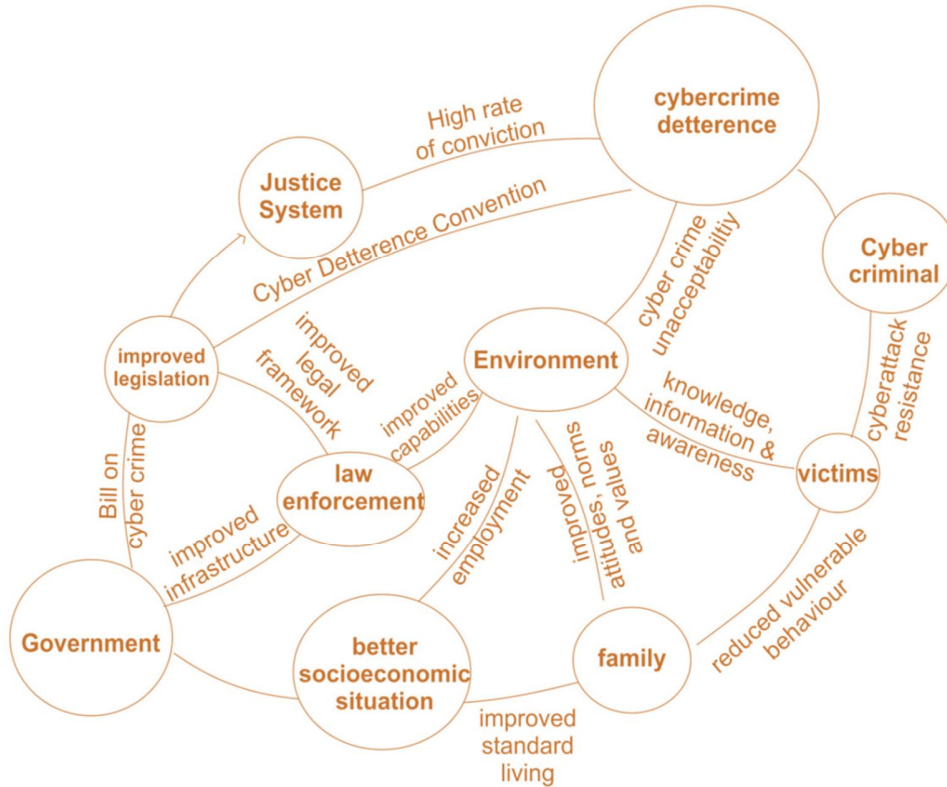 cybercrime
detterence
High rate
of conviction
Justice
System
Cyber Detterence Convention
cyber crime
unacceptabiltiy
Cyber
criminal
improved
legislation
improved
legal
framework
Environment
improved
capabilities
knowledge,
information &
awareness
cyberattack
resistance
victims
Bill on
cyber crime
law
enforcement
improved
infrastructure
increased
employment
improved
attitudes, norms
and values
Government
better
socioeconomic
situation
family
reduced vulnerable
behaviour
improved
standard
living